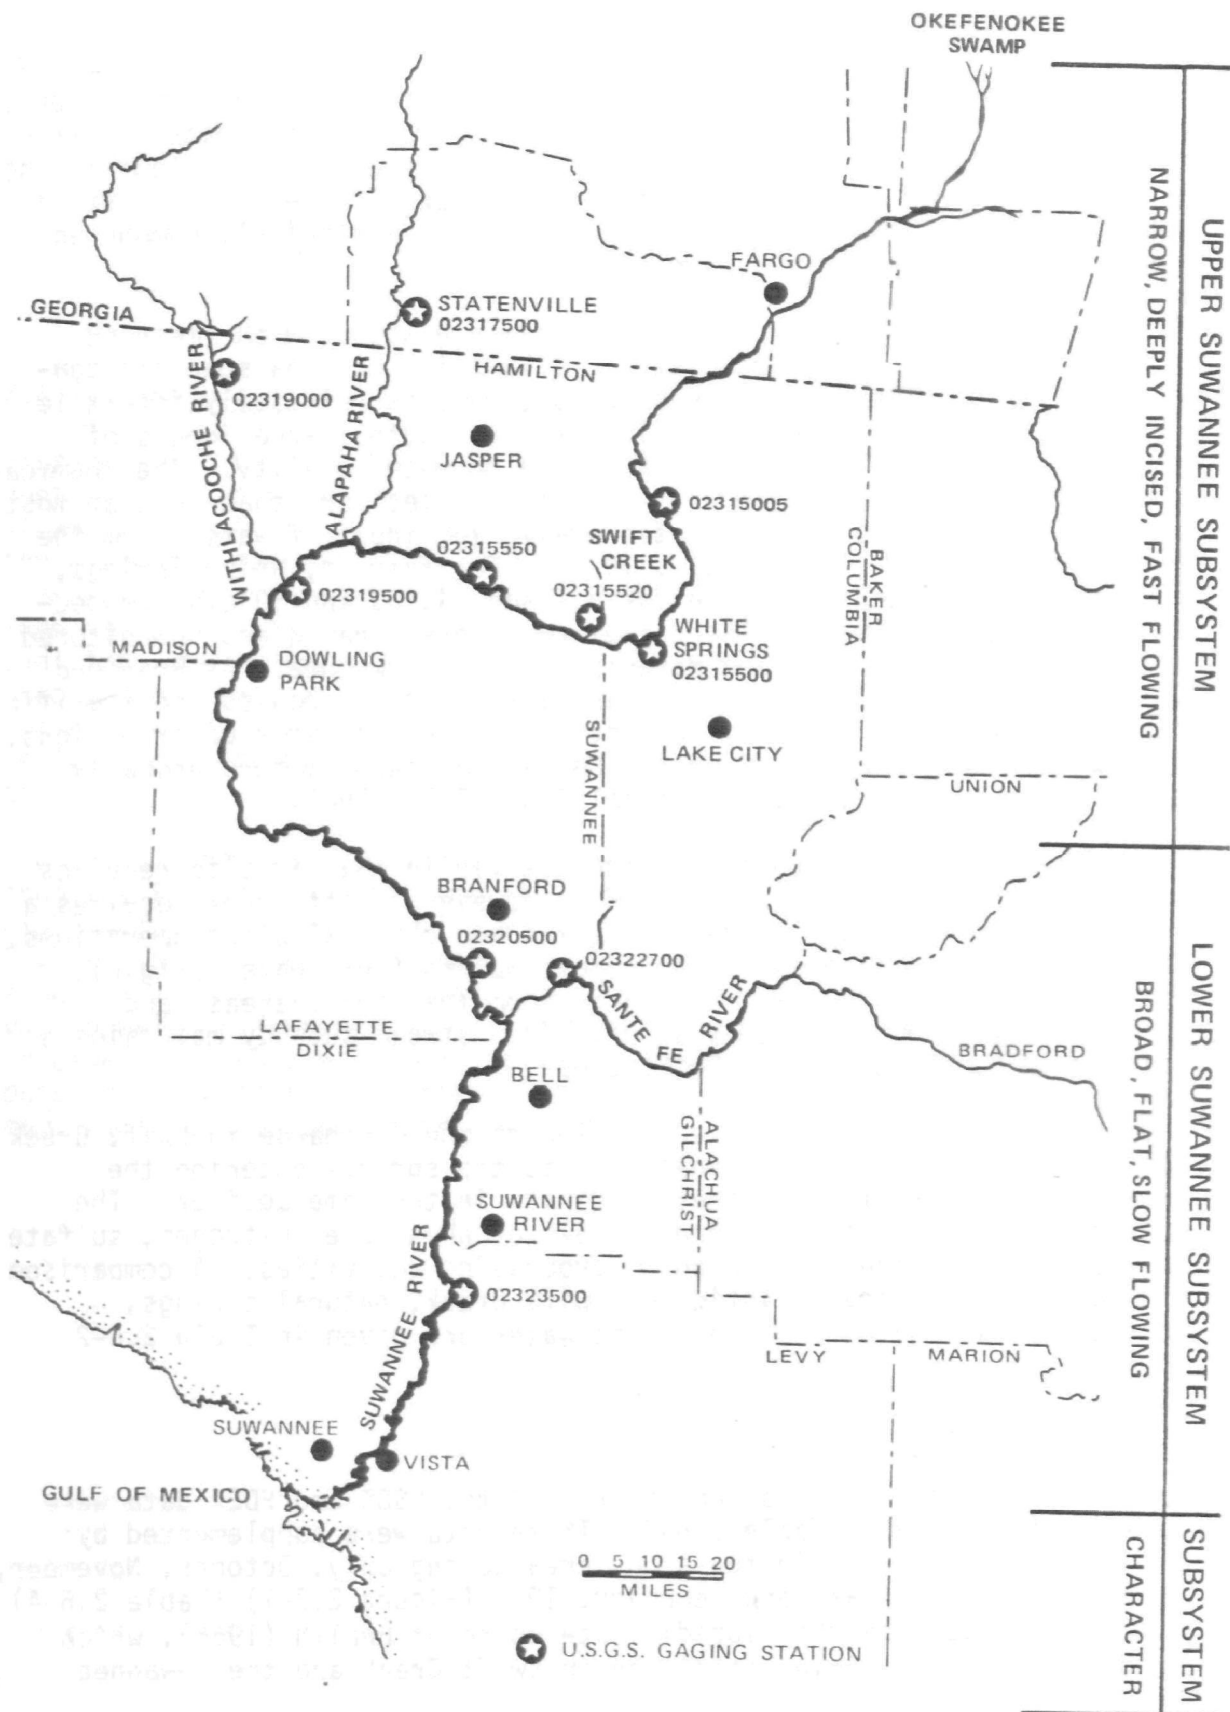 OKEFENOKEE
SWAMP
FARGO
STATENVILLE
02317500
GEORGIA
HAMILTON
WITHLACOOCHE RIVER
02319000
ALAPAHA RIVER
JASPER
02315005
SWIFT
CREEK
02315550
02315520
02319500
WHITE
SPRINGS
02315500
BAKER
COLUMBIA
MADISON
DOWLING
PARK
SUWANNEE
LAKE CITY
UNION
BRANFORD
02320500
02322700
SANTE FE RIVER
LAFAYETTE
DIXIE
BRADFORD
BELL
ALACHUA
GILCHRIST
SUWANNEE
RIVER
SUWANNEE RIVER
02323500
LEVY
MARION
SUWANNEE
VISTA
GULF OF MEXICO
0 5 10 15 20
MILES
U.S.G.S. GAGING STATION
UPPER SUWANNEE SUBSYSTEM
NARROW, DEEPLY INCISED, FAST FLOWING
LOWER SUWANNEE SUBSYSTEM
BROAD, FLAT, SLOW FLOWING
SUBSYSTEM
CHARACTER